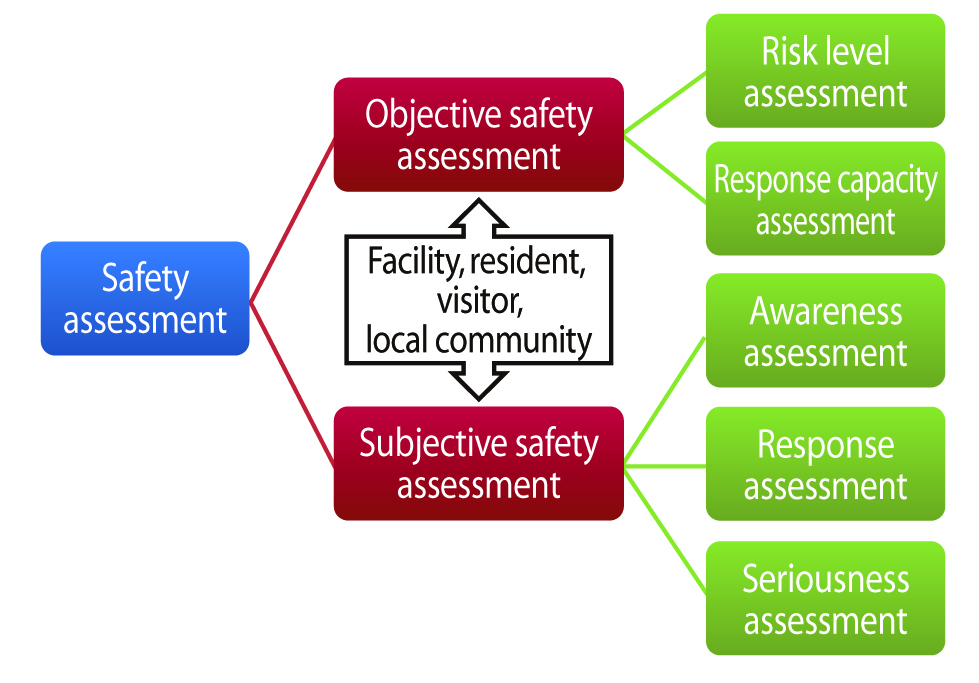 Safety
assessment
Objective safety
assessment
Facility, resident,
visitor,
local community
Subjective safety
assessment
Risk level
assessment
Response capacity
assessment
Awareness
assessment
Response
assessment
Seriousness
assessment